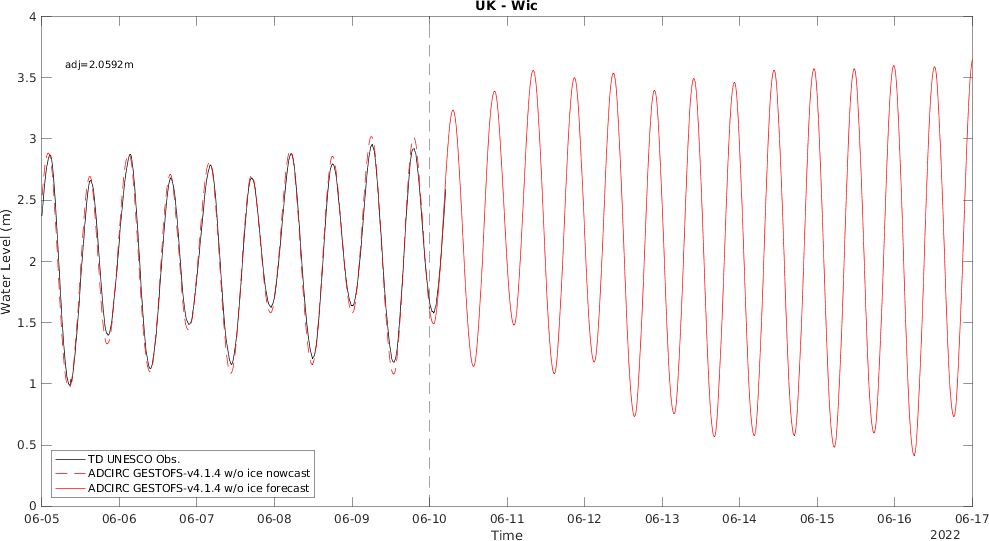 UK - Wic
adj=2.0592m
Water Level (m)
4
3.5
3
2.5
2
1.5
1
0.5
0
TD UNESCO Obs.
ADCIRC GESTOFS-v4.1.4 w/o ice nowcast
ADCIRC GESTOFS-v4.1.4 w/o ice forecast
06-05 06-06 06-07 06-08 06-09 06-10 06-11 06-12 06-13 06-14 06-15 06-16 06-17
Time
2022